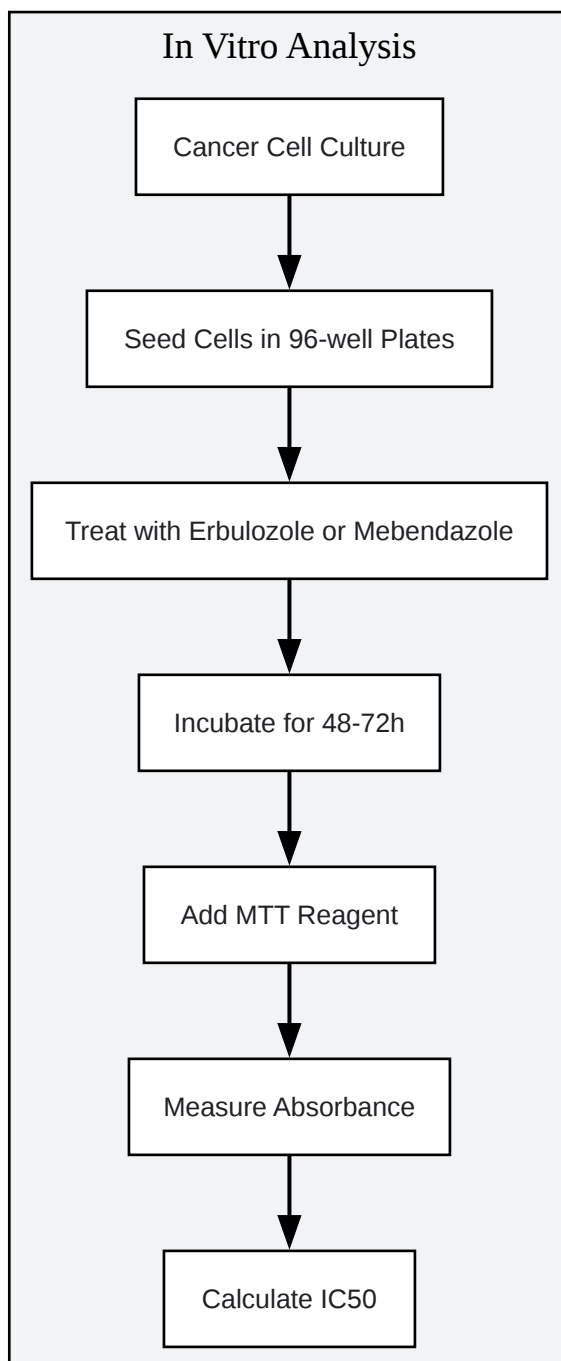 In Vitro Analysis
Cancer Cell Culture
Seed Cells in 96-well Plates
Treat with Erbulozole or Mebendazole
Incubate for 48-72h
Add MTT Reagent
Measure Absorbance
Calculate IC50